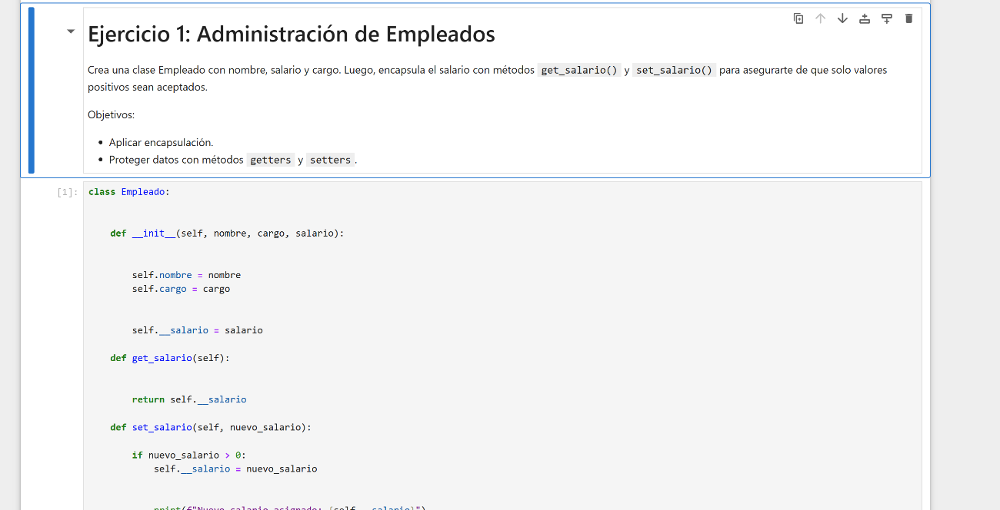 Ejercicio 1: Administración de Empleados
Crea una clase Empleado con nombre, salario y cargo. Luego, encapsula el salario con métodos get_salario() y set_salario() para asegurarte de que solo valores
positivos sean aceptados.
Objetivos:
• Aplicar encapsulación.
• Proteger datos con métodos getters y setters.
[1]: class Empleado:
def __init__(self, nombre, cargo, salario):
self.nombre = nombre
self.cargo = cargo
self.__salario = salario
def get_salario(self):
return self.__salario
def set_salario(self, nuevo_salario):
if nuevo_salario > 0:
self.__salario = nuevo_salario
print(f"Nuevo salario asignado: {self.__salario}")